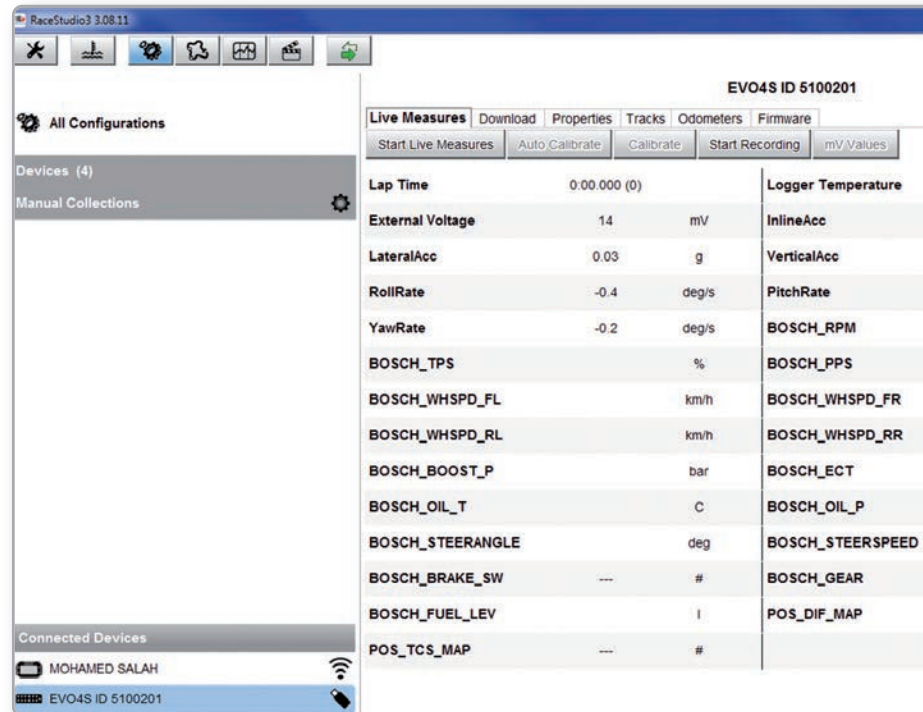 RaceStudio3 3.08.11
EVO4S ID 5100201
All Configurations
Live Measures Download Properties Tracks Odometers Firmware
Start Live Measures Auto Calibrate Calibrate Start Recording mV Values
Devices (4)
Manual Collections
Lap Time 0:00.000 (0) Logger Temperature
External Voltage 14 mV InlineAcc
LateralAcc 0.03 g VerticalAcc
RollRate -0.4 deg/s PitchRate
YawRate -0.2 deg/s BOSCH_RPM
BOSCH_TPS % BOSCH_PPS
BOSCH_WHSPD_FL km/h BOSCH_WHSPD_FR
BOSCH_WHSPD_RL km/h BOSCH_WHSPD_RR
BOSCH_BOOST_P bar BOSCH_ECT
BOSCH_OIL_T C BOSCH_OIL_P
BOSCH_STEERANGLE deg BOSCH_STEERSPEED
BOSCH_BRAKE_SW --- # BOSCH_GEAR
BOSCH_FUEL_LEV l POS_DIF_MAP
POS_TCS_MAP --- #
Connected Devices
MOHAMED SALAH
EVO4S ID 5100201